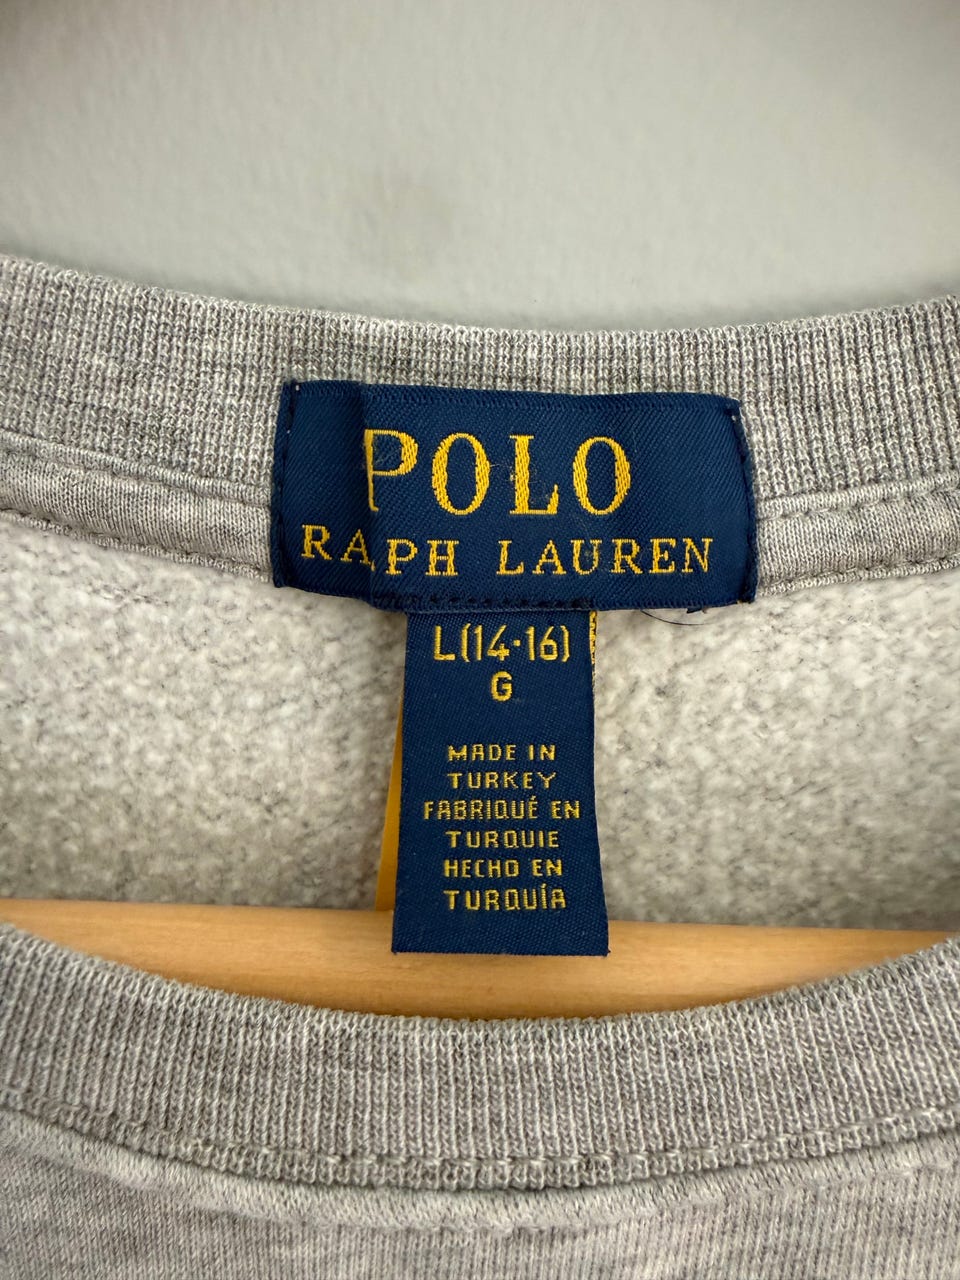 POLO
RALPH LAUREN
L(14·16)
G
MADE IN
TURKEY
FABRIQUÉ EN
TURQUIE
HECHO EN
TURQUÍA